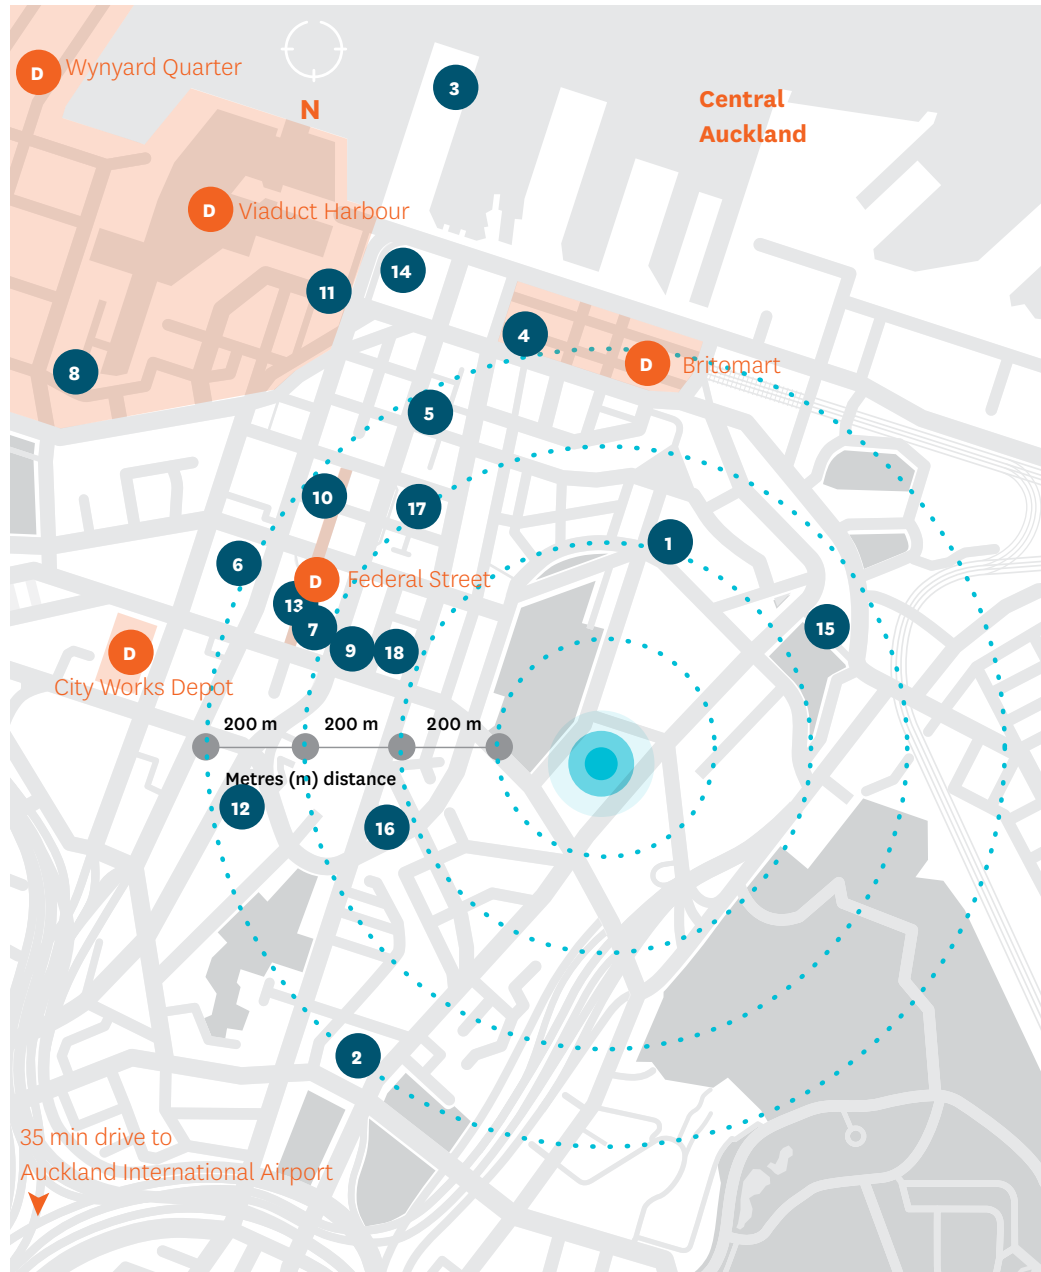 D Wynyard Quarter
3
Central
Auckland
N
D Viaduct Harbour
14
11
4
D Britomart
8
5
10
17
1
6
D Federal Street
13
7
15
9
18
D
City Works Depot
200 m
200 m
200 m
Metres (m) distance
12
16
2
35 min drive to
Auckland International Airport